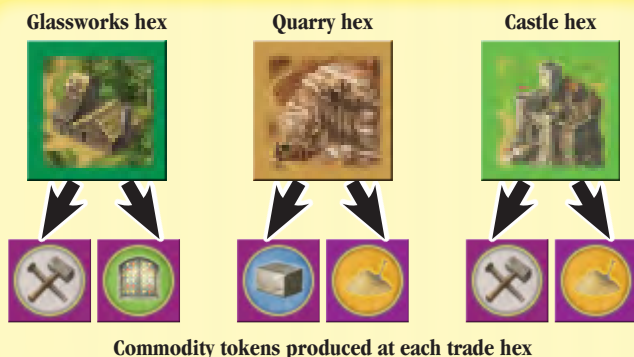 Glassworks hex
Quarry hex
Castle hex
Commodity tokens produced at each trade hex